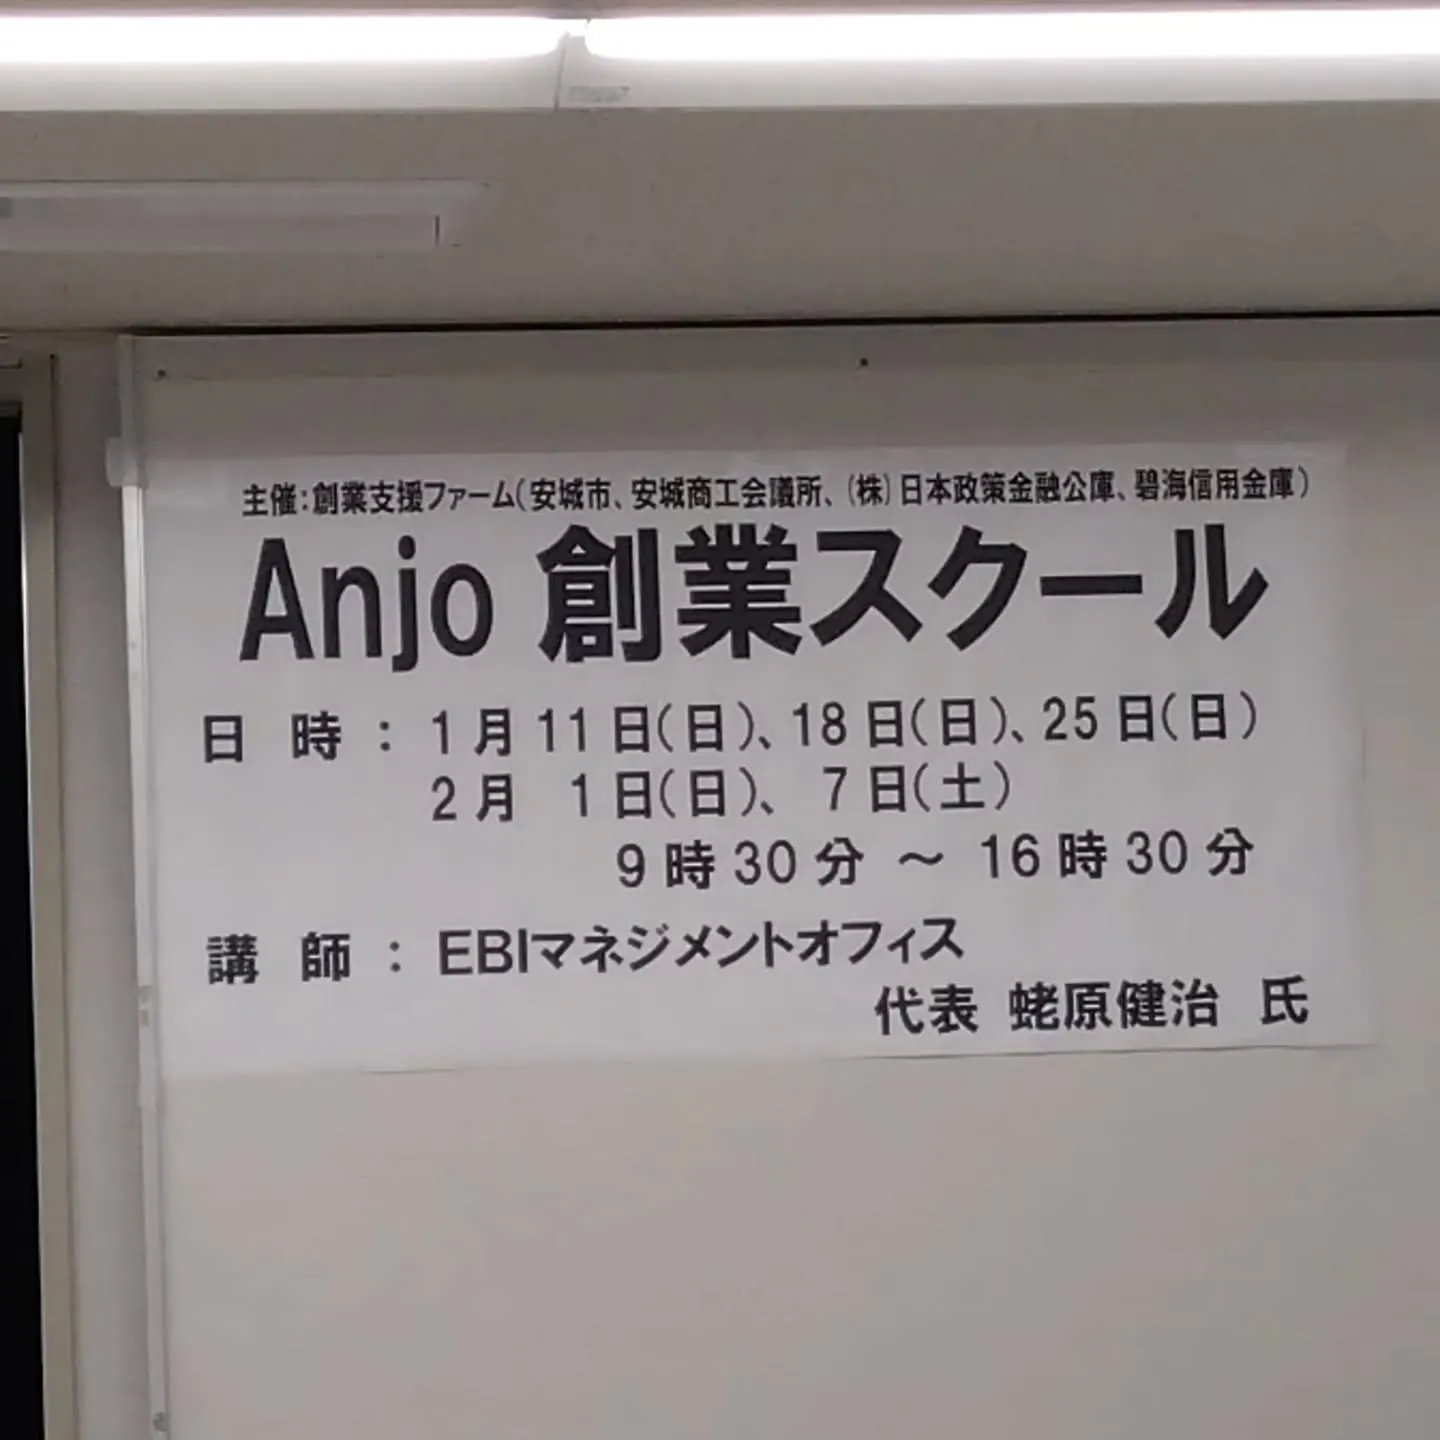 主催：創業支援ファーム（安城市、安城商工会議所、（株）日本政策金融公庫、碧海信用金庫）
Anjo 創業スクール
日 時 ： 1月11日（日）、18日（日）、25日（日）
2月 1日（日）、 7日（土）
9時30分 ～ 16時30分
講 師 ： EBIマネジメントオフィス
代表 蛯原健治 氏